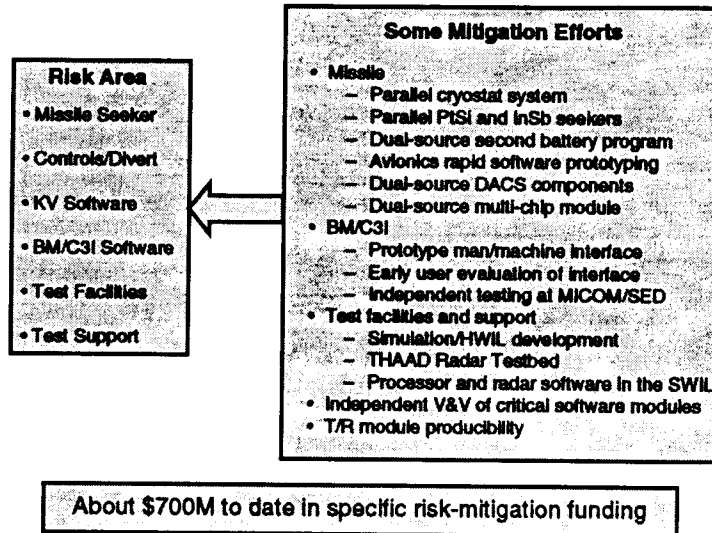 Risk Area
• Missile Seeker
• Controls/Divert
• KV Software
• BM/C3I Software
• Test Facilities
• Test Support
Some Mitigation Efforts
• Missile
– Parallel cryostat system
– Parallel PtSi and InSb seekers
– Dual-source second battery program
– Avionics rapid software prototyping
– Dual-source DACS components
– Dual-source multi-chip module
• BM/C3I
– Prototype man/machine interface
– Early user evaluation of interface
– Independent testing at MICOM/SED
• Test facilities and support
– Simulation/HWIL development
– THAAD Radar Testbed
– Processor and radar software in the SWIL
• Independent V&V of critical software modules
• T/R module producibility
About $700M to date in specific risk-mitigation funding